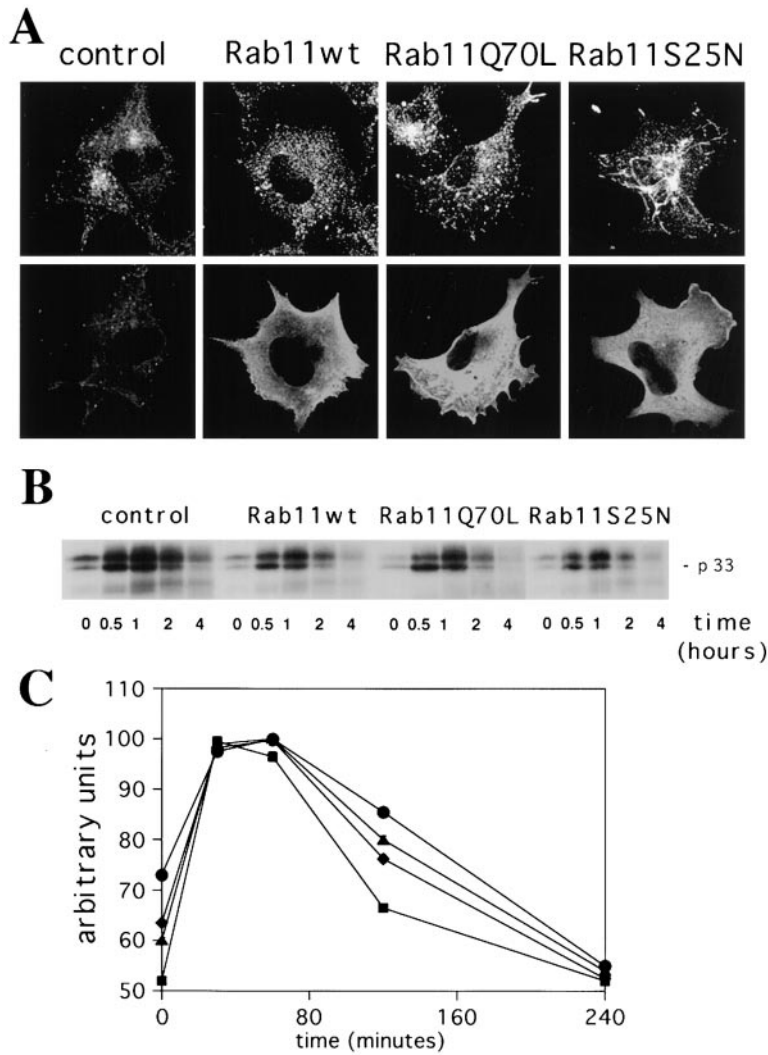 A
control Rab11wt Rab11Q70L Rab11S25N
B
control Rab11wt Rab11Q70L Rab11S25N
- p33
0 0.5 1 2 4 0 0.5 1 2 4 0 0.5 1 2 4 0 0.5 1 2 4 time
(hours)
C
110
100
90
80
70
60
50
arbitrary units
0 80 160 240
time (minutes)